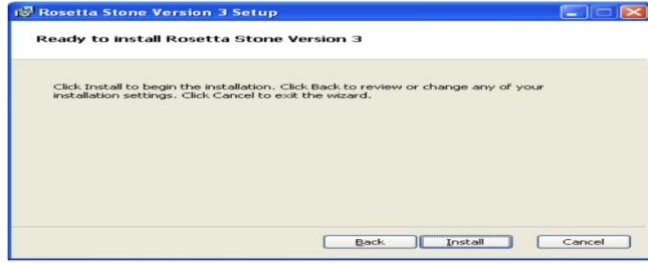 Rosetta Stone Version 3 Setup
Ready to install Rosetta Stone Version 3
Click Install to begin the installation. Click Back to review or change any of your
installation settings. Click Cancel to exit the wizard.
Back Install Cancel